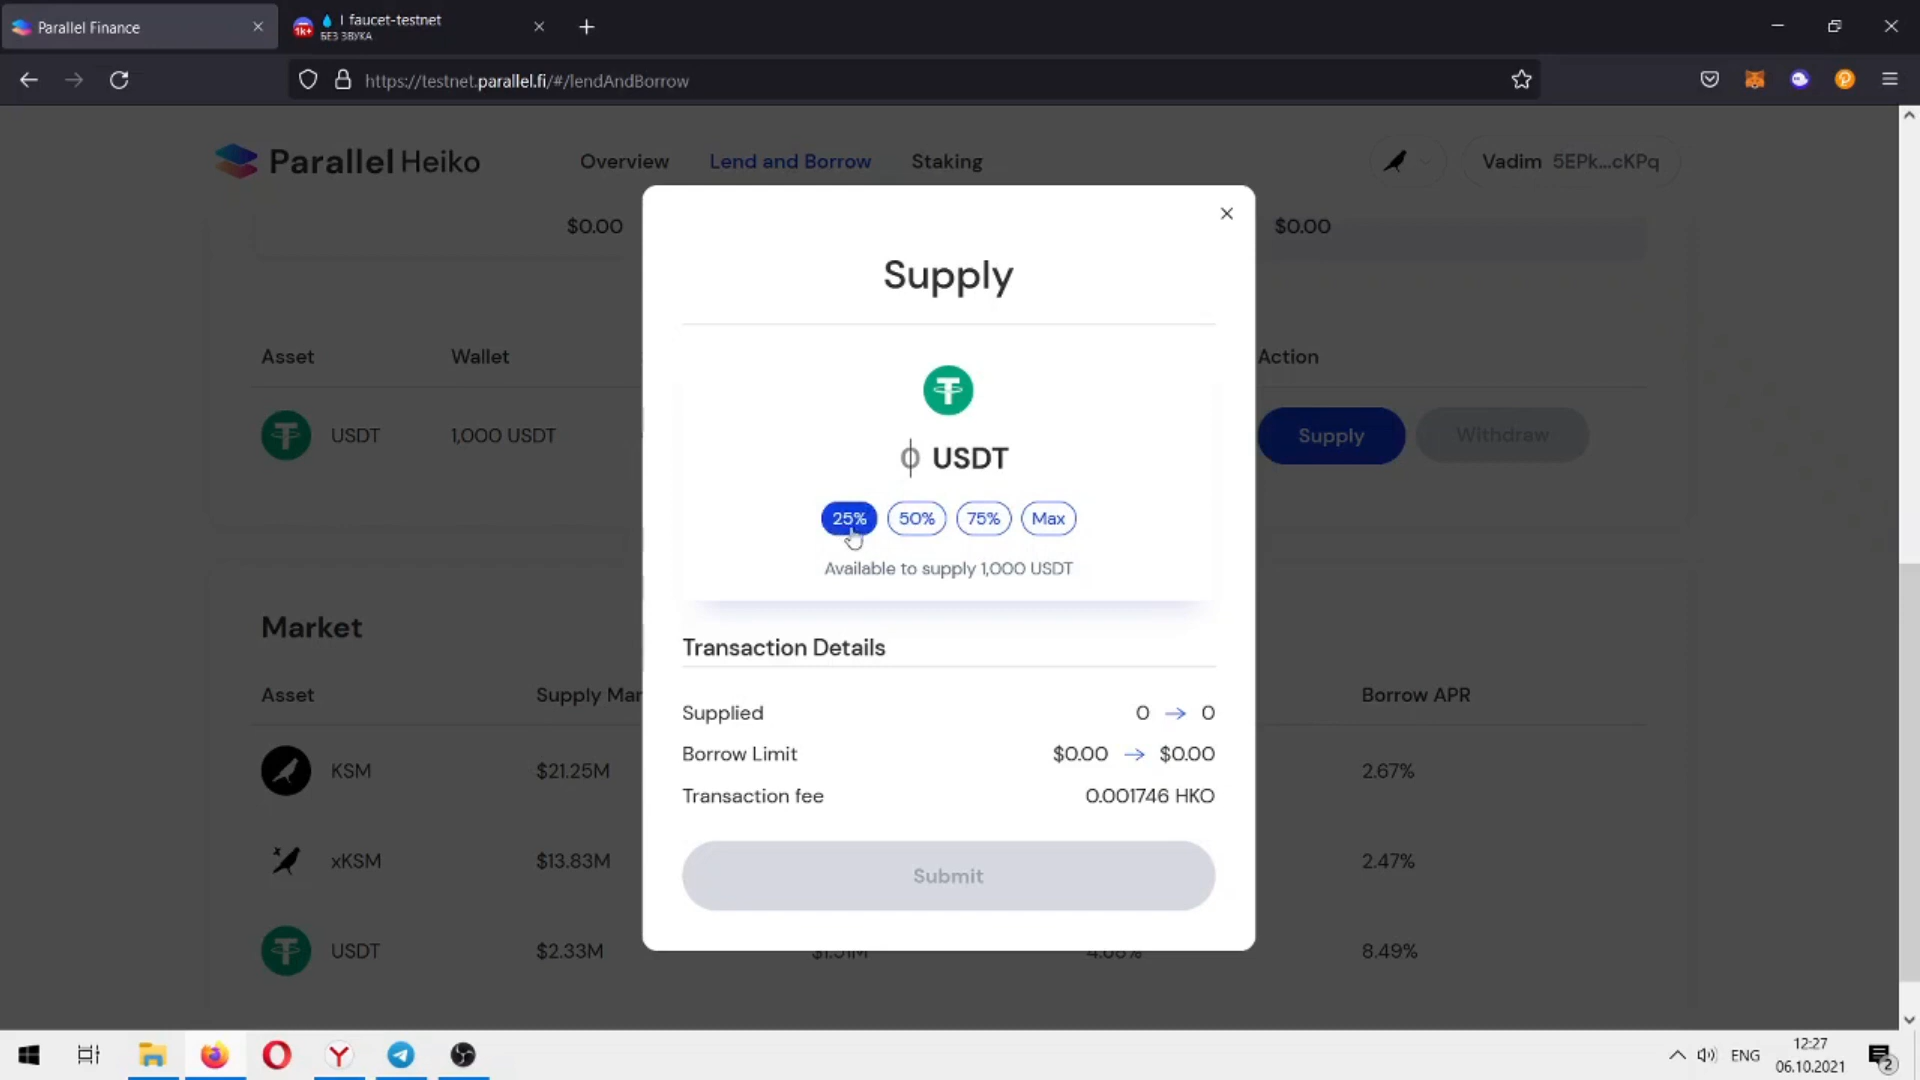 Parallel Finance
| faucet-testnet
БЕЗ ЗВУКА
1k+
https://testnet.parallel.fi/#/lendAndBorrow
Parallel Heiko
Overview
Lend and Borrow
Staking
Vadim 5EPk...cKPq
$0.00
$0.00
Supply
Asset
Wallet
Action
USDT
1,000 USDT
Supply
Withdraw
0 USDT
25%
50%
75%
Max
Available to supply 1,000 USDT
Market
Transaction Details
Asset
Supply Mar
Borrow APR
Supplied
0 → 0
Borrow Limit
$0.00 → $0.00
KSM
$21.25M
2.67%
Transaction fee
0.001746 HKO
xKSM
$13.83M
2.47%
Submit
USDT
$2.33M
8.49%
ENG
12:27
06.10.2021
2